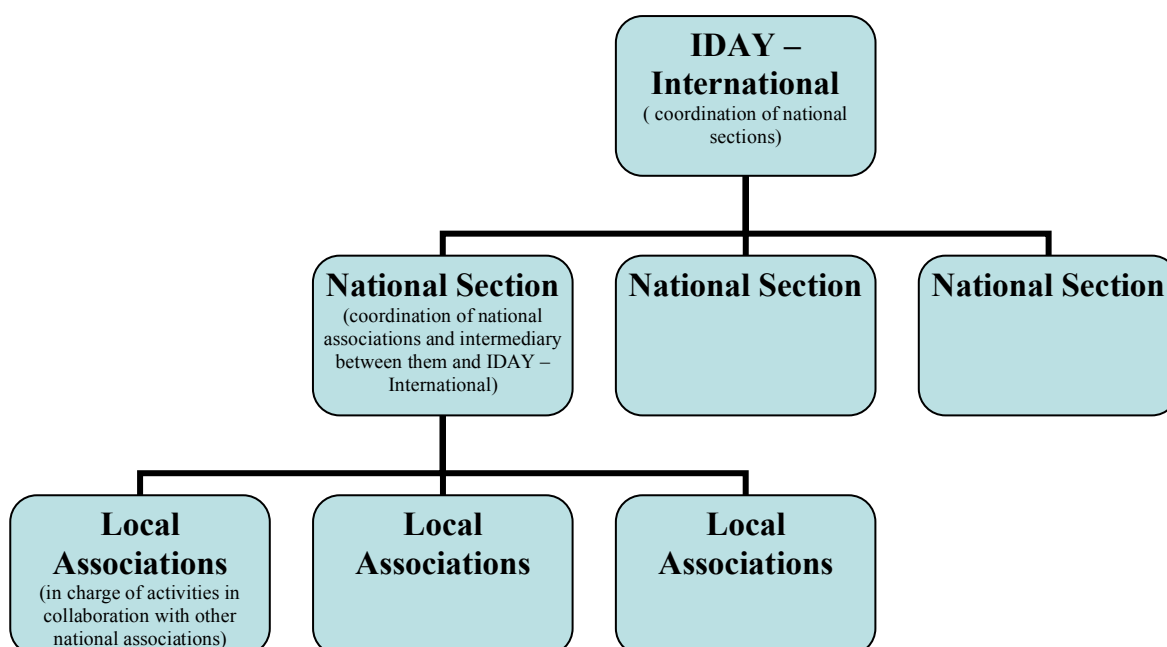 IDAY –
International
( coordination of national
sections)
National Section
(coordination of national
associations and intermediary
between them and IDAY –
International)
National Section
National Section
Local
Associations
(in charge of activities in
collaboration with other
national associations)
Local
Associations
Local
Associations